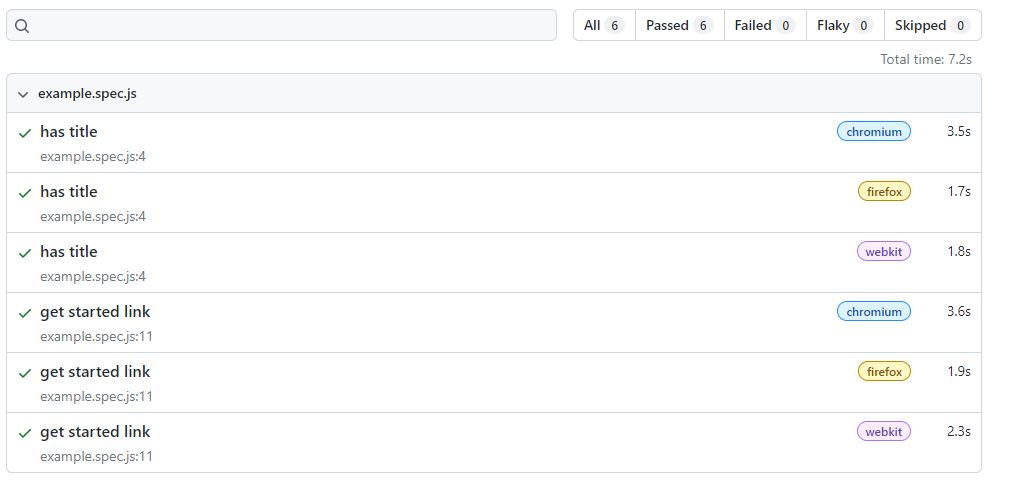 All 6 Passed 6 Failed 0 Flaky 0 Skipped 0
Total time: 7.2s
example.spec.js
has title chromium 3.5s
example.spec.js:4
has title firefox 1.7s
example.spec.js:4
has title webkit 1.8s
example.spec.js:4
get started link chromium 3.6s
example.spec.js:11
get started link firefox 1.9s
example.spec.js:11
get started link webkit 2.3s
example.spec.js:11